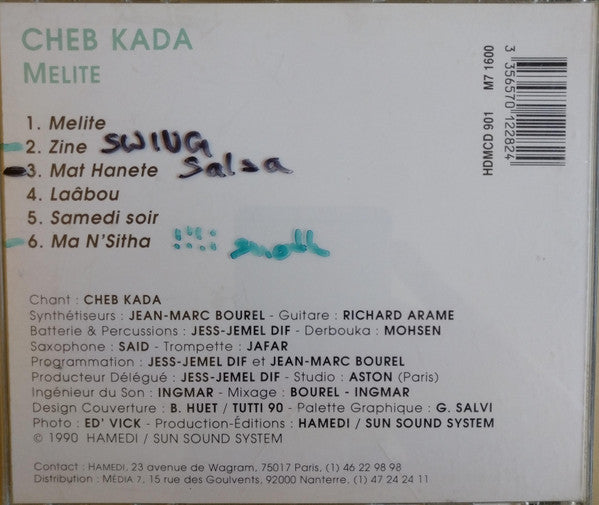 CHEB KADA
MELITE
1. Melite
2. Zine SWING
3. Mat Hanete Salsa
4. Laâbou
5. Samedi soir
6. Ma N'Sitha
Chant : CHEB KADA
Synthétiseurs : JEAN-MARC BOUREL - Guitare : RICHARD ARAME
Batterie & Percussions : JESS-JEMEL DIF - Derbouka : MOHSEN
Saxophone : SAID - Trompette : JAFAR
Programmation : JESS-JEMEL DIF et JEAN-MARC BOUREL
Producteur Délégué : JESS-JEMEL DIF - Studio : ASTON (Paris)
Ingénieur du Son : INGMAR - Mixage : BOUREL - INGMAR
Design Couverture : B. HUET / TUTTI 90 - Palette Graphique : G. SALVI
Photo : ED' VICK - Production-Éditions : HAMEDI / SUN SOUND SYSTEM
© 1990 HAMEDI / SUN SOUND SYSTEM
Contact : HAMEDI, 23 avenue de Wagram, 75017 Paris, (1) 46 22 98 98
Distribution : MÉDIA 7, 15 rue des Goulvents, 92000 Nanterre, (1) 47 24 24 11
HDMCD 901 M7 1600
3 356570 122824